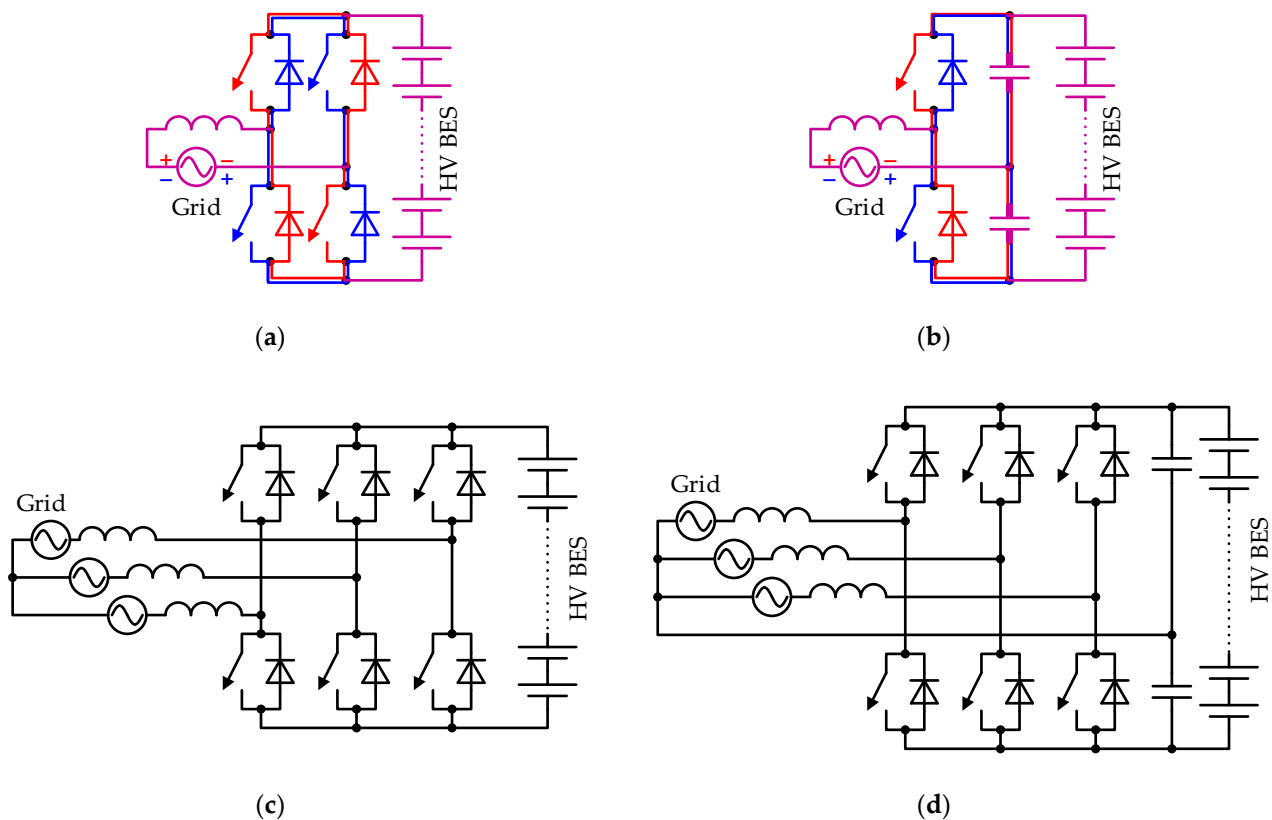 HV BES
+ −
− +
Grid
(a)
HV BES
+ −
− +
Grid
(b)
Grid
HV BES
(c)
Grid
HV BES
(d)